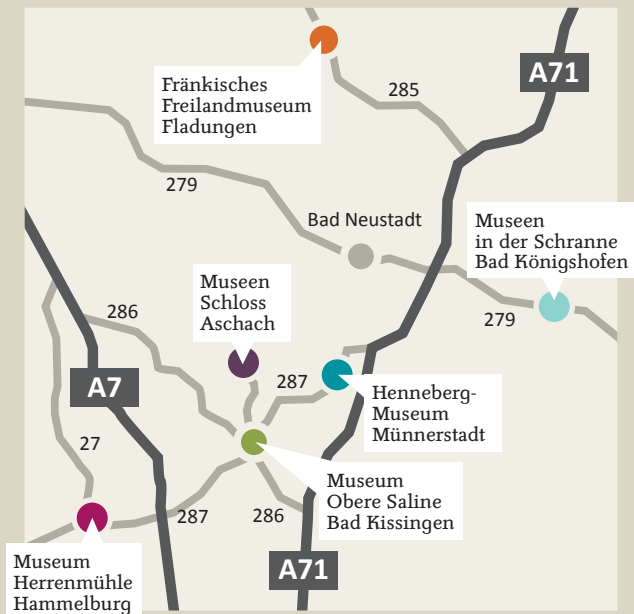 A71
Fränkisches
Freilandmuseum
Fladungen
285
279
Bad Neustadt
Museen
in der Schranne
Bad Königshofen
279
Museen
Schloss
Aschach
286
287
A7
Henneberg-
Museum
Münnerstadt
27
Museum
Obere Saline
Bad Kissingen
287
286
A71
Museum
Herrenmühle
Hammelburg